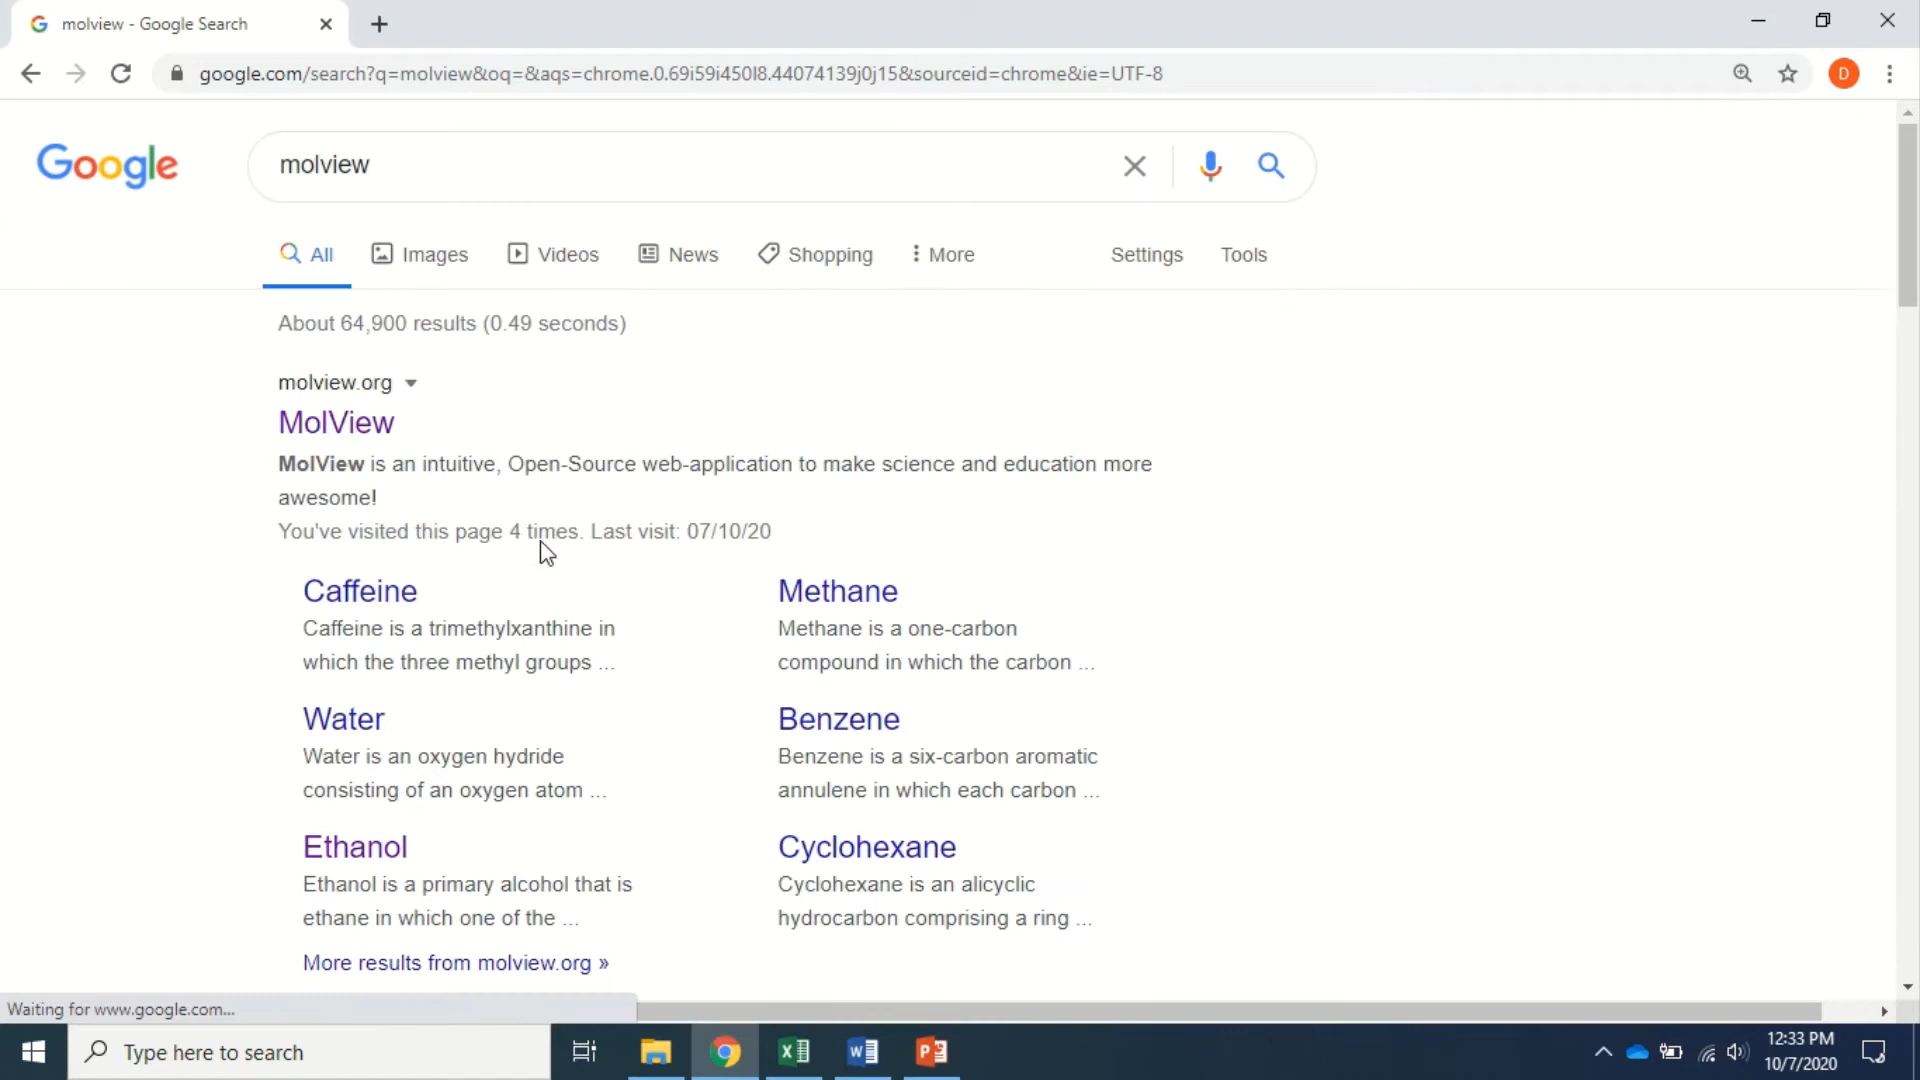 molview - Google Search
google.com/search?q=molview&oq=&aqs=chrome.0.69i59i450l8.44074139j0j15&sourceid=chrome&ie=UTF-8
D
Google
molview
All
Images
Videos
News
Shopping
More
Settings
Tools
About 64,900 results (0.49 seconds)
molview.org
MolView
MolView is an intuitive, Open-Source web-application to make science and education more
awesome!
You've visited this page 4 times. Last visit: 07/10/20
Caffeine
Caffeine is a trimethylxanthine in
which the three methyl groups ...
Methane
Methane is a one-carbon
compound in which the carbon ...
Water
Water is an oxygen hydride
consisting of an oxygen atom ...
Benzene
Benzene is a six-carbon aromatic
annulene in which each carbon ...
Ethanol
Ethanol is a primary alcohol that is
ethane in which one of the ...
Cyclohexane
Cyclohexane is an alicyclic
hydrocarbon comprising a ring ...
More results from molview.org »
Waiting for www.google.com...
Type here to search
12:33 PM
10/7/2020